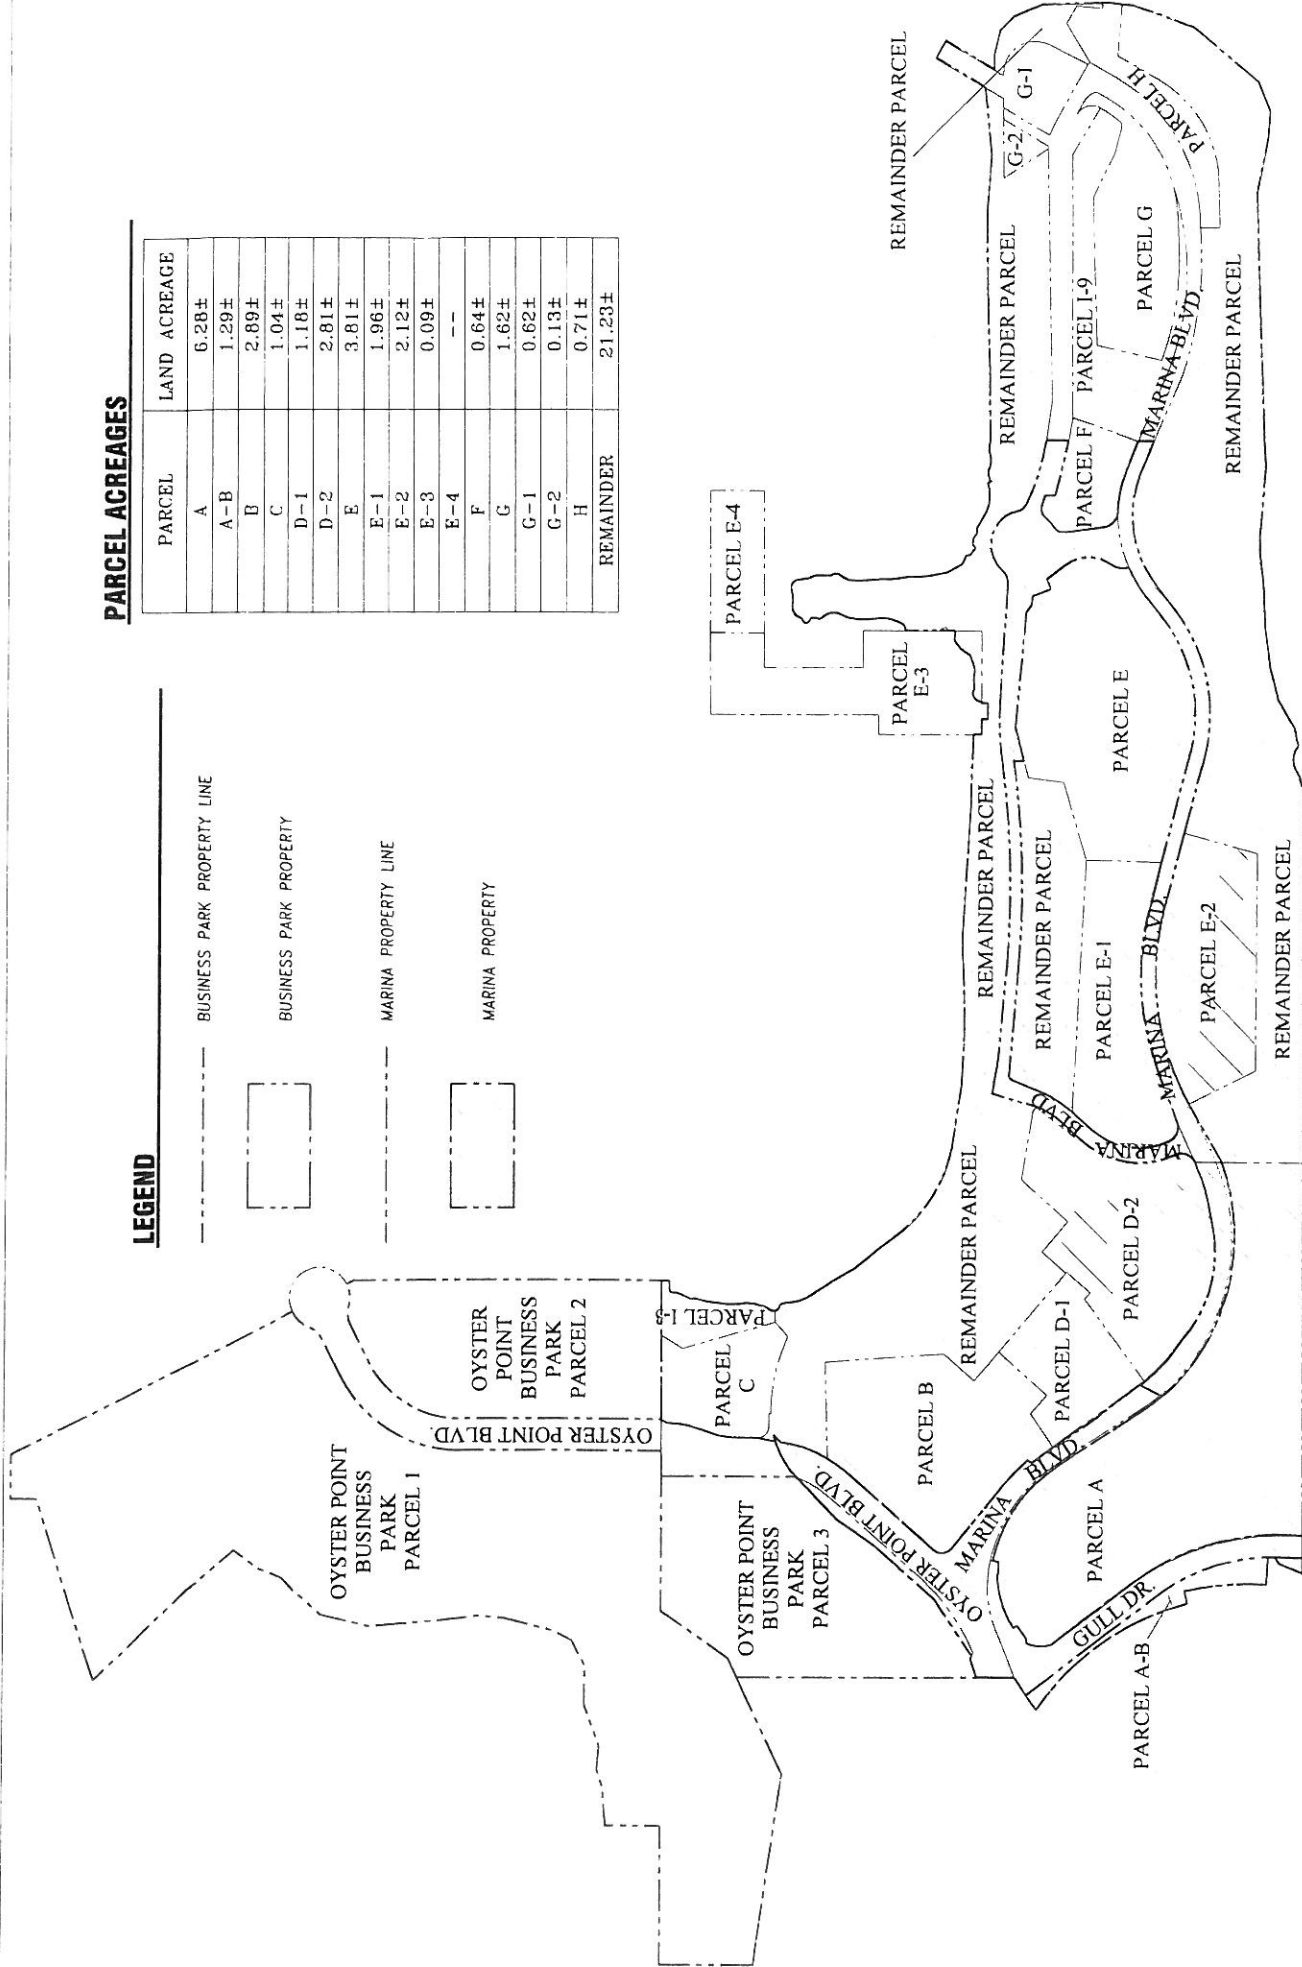 LEGEND
BUSINESS PARK PROPERTY LINE
BUSINESS PARK PROPERTY
MARINA PROPERTY LINE
MARINA PROPERTY
PARCEL ACREAGES
PARCEL LAND ACREAGE
A 6.28±
A-B 1.29±
B 2.89±
C 1.04±
D-1 1.18±
D-2 2.81±
E 3.81±
E-1 1.96±
E-2 2.12±
E-3 0.09±
E-4 --
F 0.64±
G 1.62±
G-1 0.62±
G-2 0.13±
H 0.71±
REMAINDER 21.23±
OYSTER POINT
BUSINESS
PARK
PARCEL 1
OYSTER
POINT
BUSINESS
PARK
PARCEL 2
OYSTER POINT BLVD.
OYSTER POINT
BUSINESS
PARK
PARCEL 3
PARCEL
C
PARCEL I-3
OYSTER POINT BLVD.
PARCEL B
REMAINDER PARCEL
MARINA BLVD.
PARCEL D-1
PARCEL D-2
PARCEL A
GULL DR.
PARCEL A-B
MARINA BLVD
REMAINDER PARCEL
REMAINDER PARCEL
PARCEL E-1
MARINA BLVD.
PARCEL E-2
REMAINDER PARCEL
PARCEL
E-3
PARCEL E-4
PARCEL E
PARCEL F
REMAINDER PARCEL
PARCEL I-9
MARINA BLVD.
PARCEL G
REMAINDER PARCEL
REMAINDER PARCEL
G-2
G-1
PARCEL H